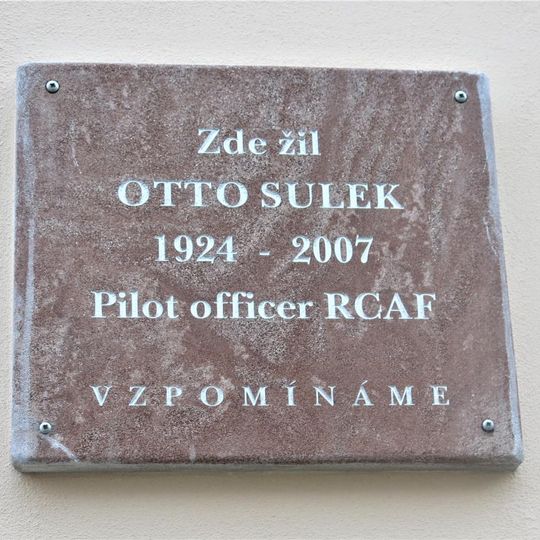 Zde žil
OTTO SULEK
1924 - 2007
Pilot officer RCAF
VZPOMÍNÁME